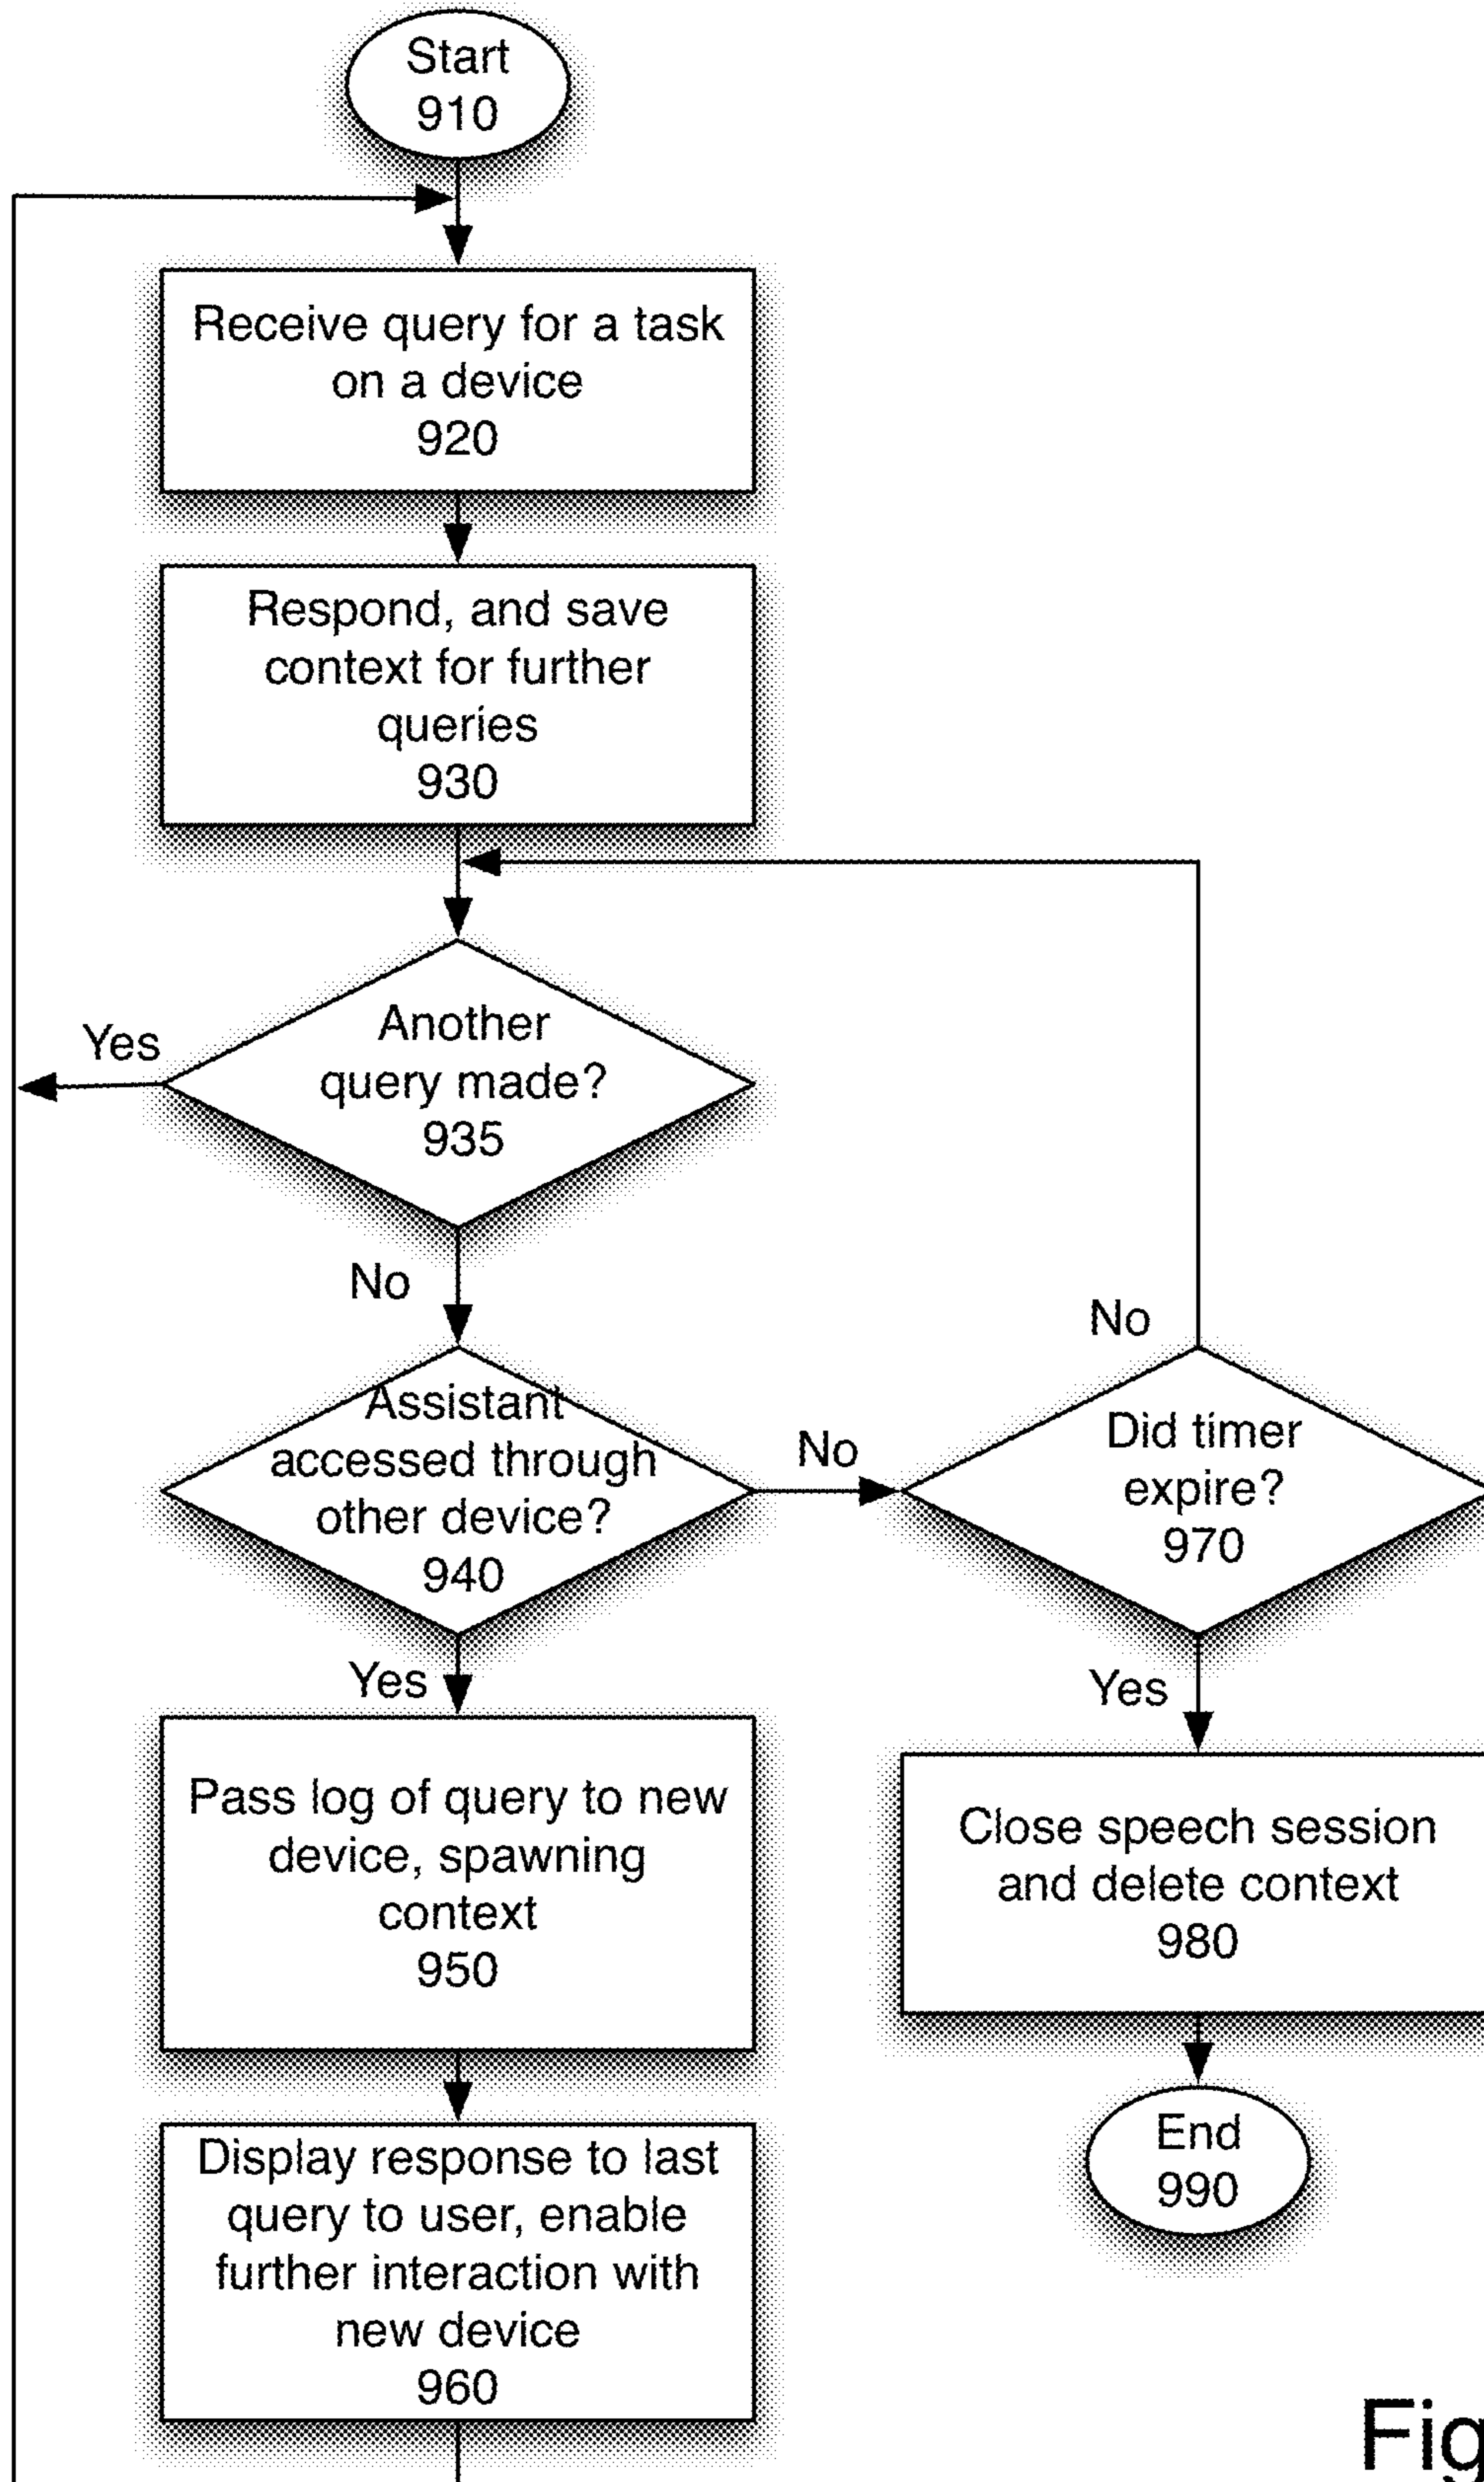 Start
910
Receive query for a task
on a device
920
Respond, and save
context for further
queries
930
Another
query made?
935
Yes
No
Assistant
accessed through
other device?
940
No
No
Did timer
expire?
970
Yes
Yes
Pass log of query to new
device, spawning
context
950
Close speech session
and delete context
980
Display response to last
query to user, enable
further interaction with
new device
960
End
990
Fig